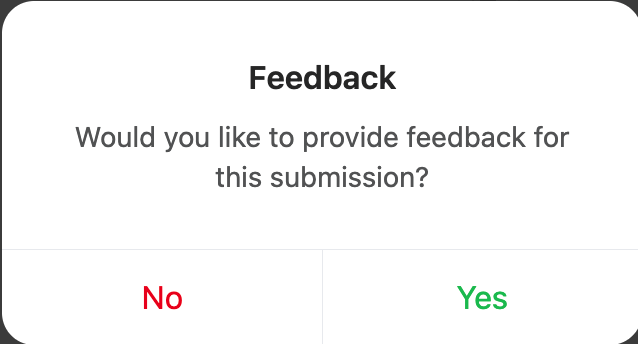 Feedback
Would you like to provide feedback for
this submission?
No
Yes